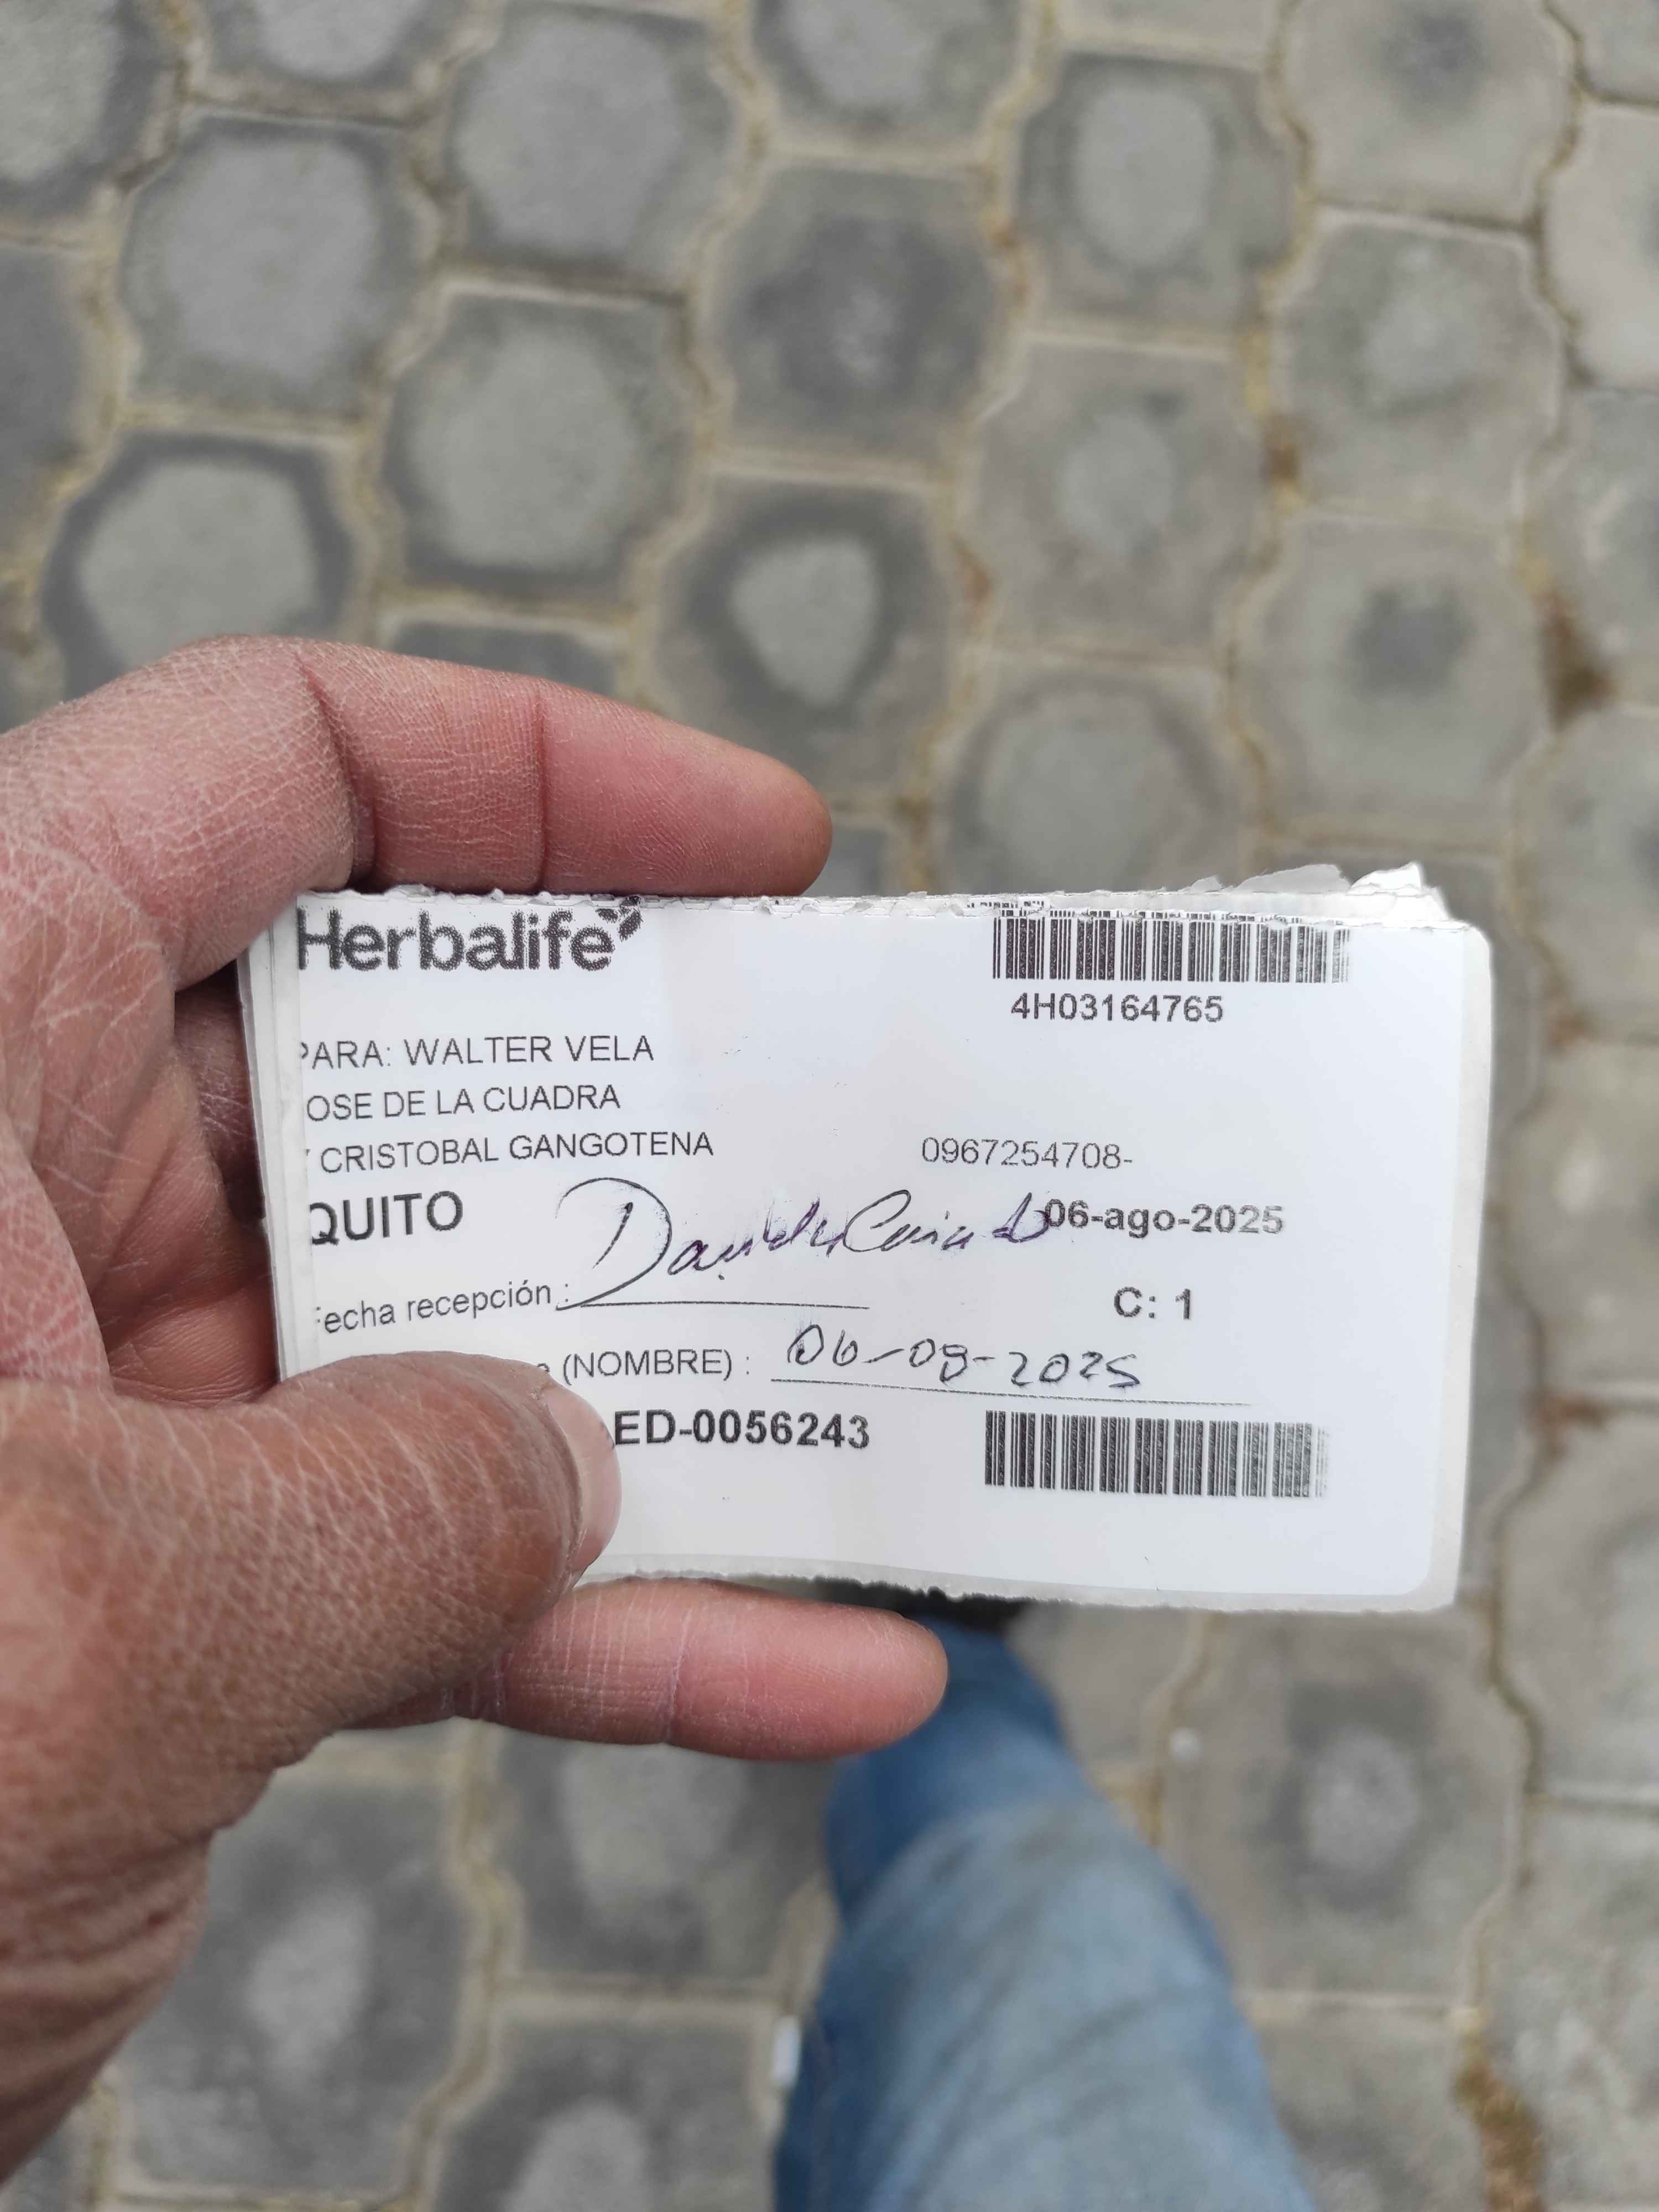 Herbalife
4H03164765
PARA: WALTER VELA
OSE DE LA CUADRA
Y CRISTOBAL GANGOTENA 0967254708-
QUITO 06-ago-2025
Fecha recepción :
C: 1
(NOMBRE) : 06-08-2025
ED-0056243